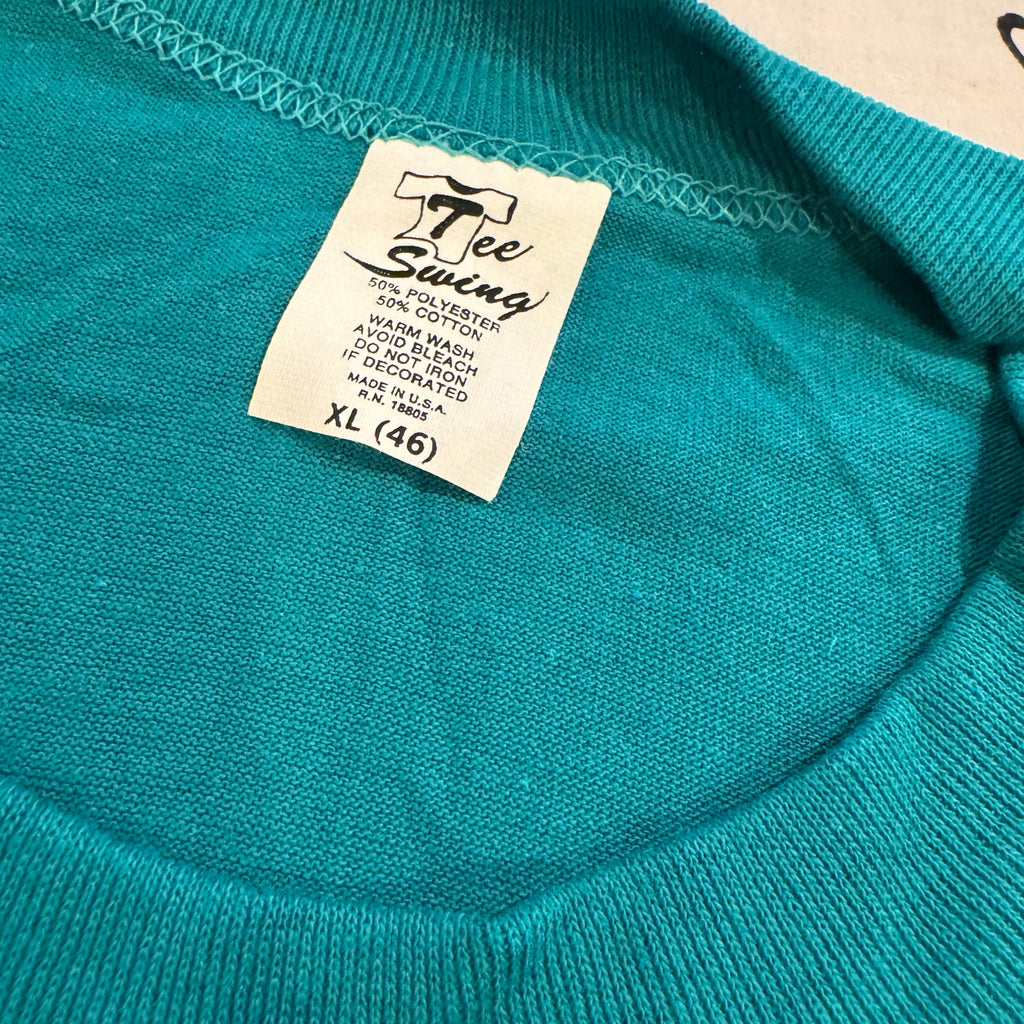 Tee
Swing
50% POLYESTER
50% COTTON
WARM WASH
AVOID BLEACH
DO NOT IRON
IF DECORATED
MADE IN U.S.A.
R.N. 18805
XL (46)